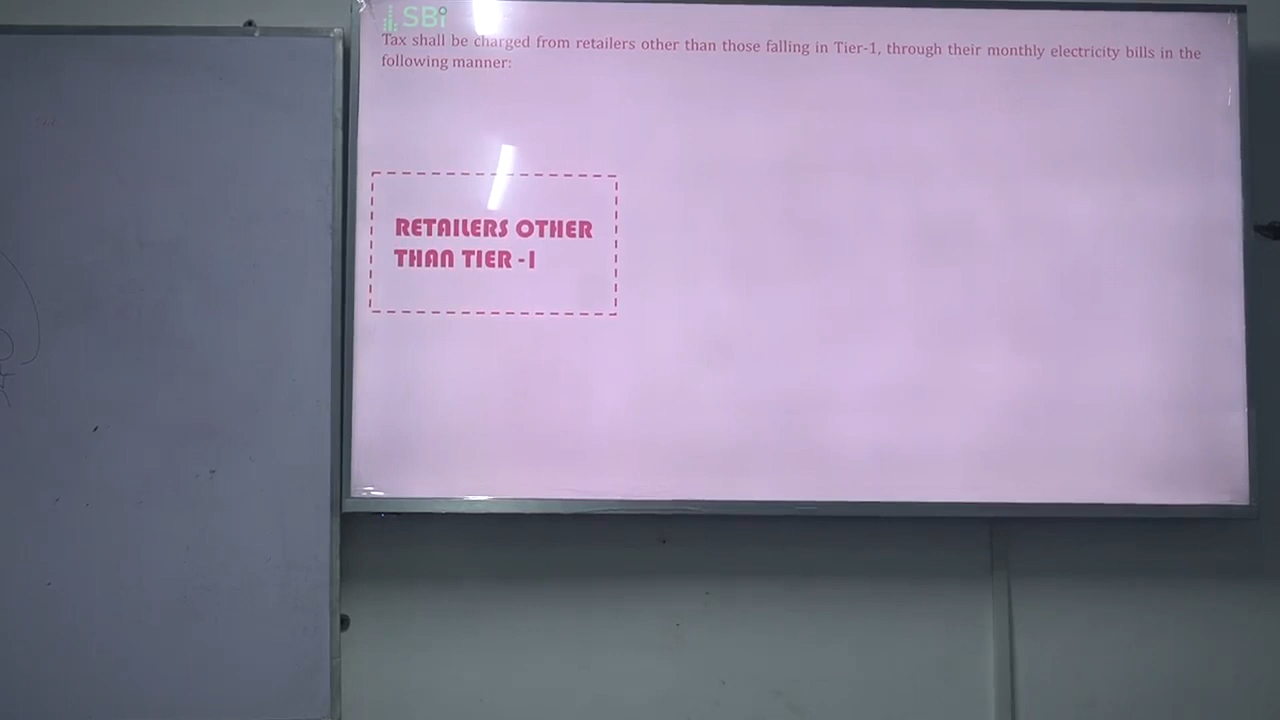 SBi
Tax shall be charged from retailers other than those falling in Tier-1, through their monthly electricity bills in the
following manner:
RETAILERS OTHER
THAN TIER -1